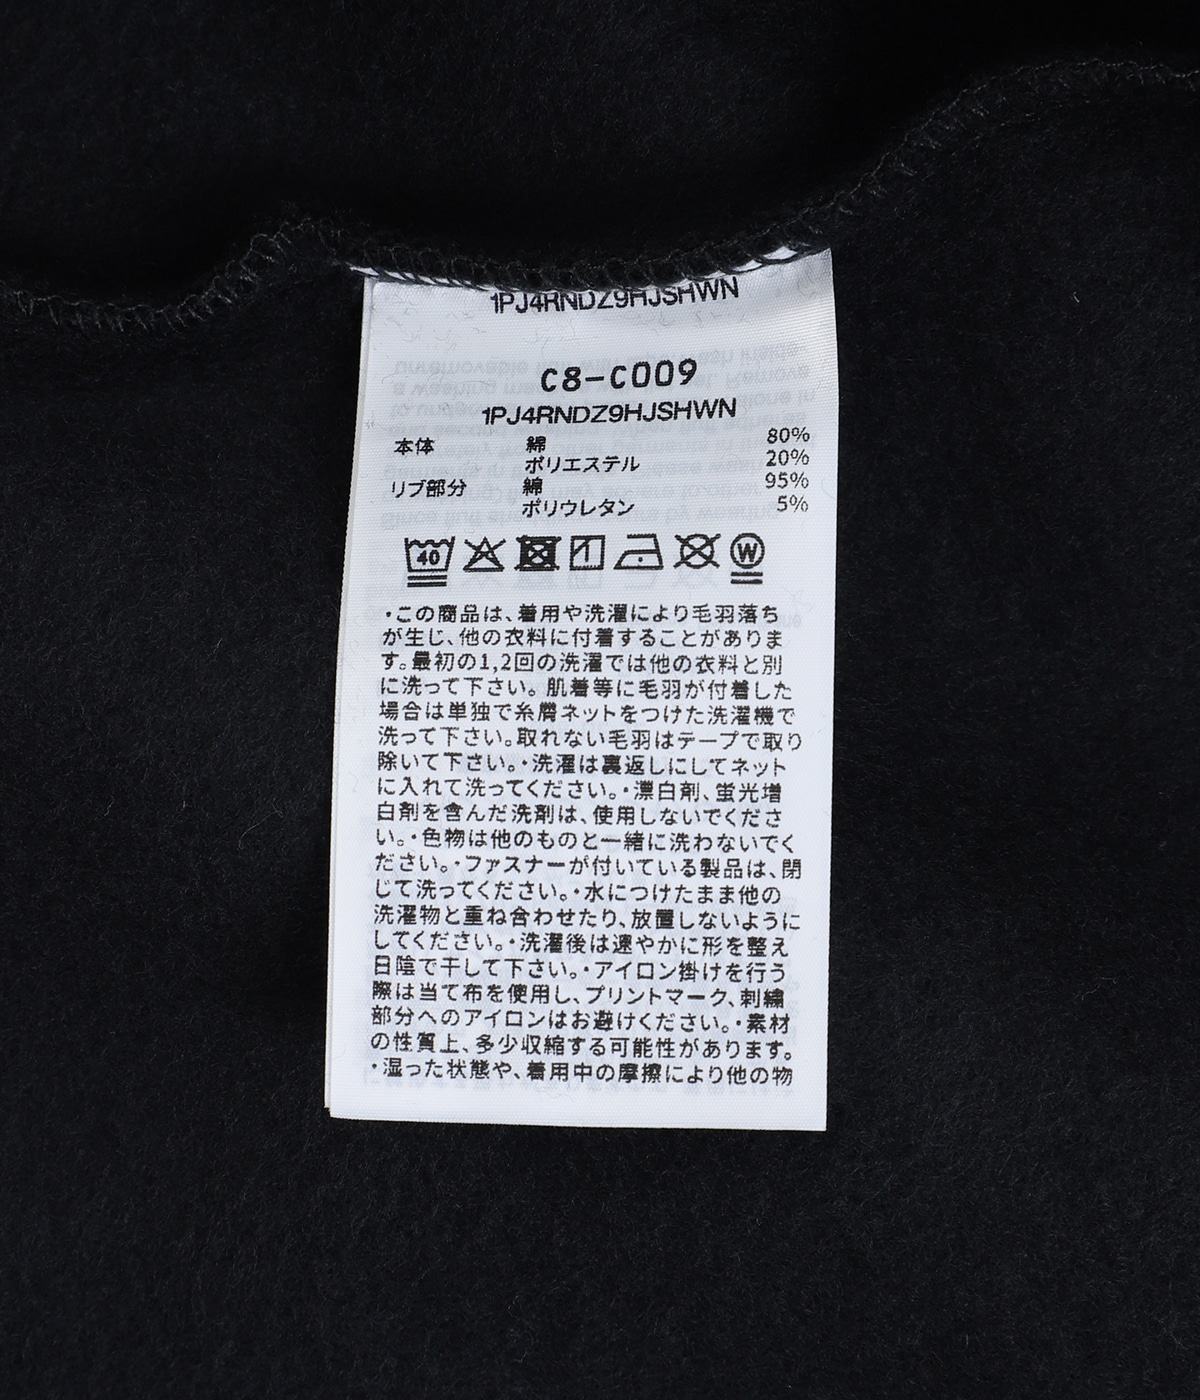 1PJ4RNDZ9HJSHWN
C8-C009
1PJ4RNDZ9HJSHWN
本体 綿 80%
ポリエステル 20%
リブ部分 綿 95%
ポリウレタン 5%
40 W
・この商品は、着用や洗濯により毛羽落ち
が生じ、他の衣料に付着することがありま
す。最初の1,2回の洗濯では他の衣料と別
に洗って下さい。肌着等に毛羽が付着した
場合は単独で糸屑ネットをつけた洗濯機で
洗って下さい。取れない毛羽はテープで取り
除いて下さい。・洗濯は裏返しにしてネット
に入れて洗ってください。・漂白剤、蛍光増
白剤を含んだ洗剤は、使用しないでくださ
い。・色物は他のものと一緒に洗わないでく
ださい。・ファスナーが付いている製品は、閉
じて洗ってください。・水につけたまま他の
洗濯物と重ね合わせたり、放置しないように
してください。・洗濯後は速やかに形を整え
日陰で干して下さい。・アイロン掛けを行う
際は当て布を使用し、プリントマーク、刺繍
部分へのアイロンはお避けください。・素材
の性質上、多少収縮する可能性があります。
・湿った状態や、着用中の摩擦により他の物